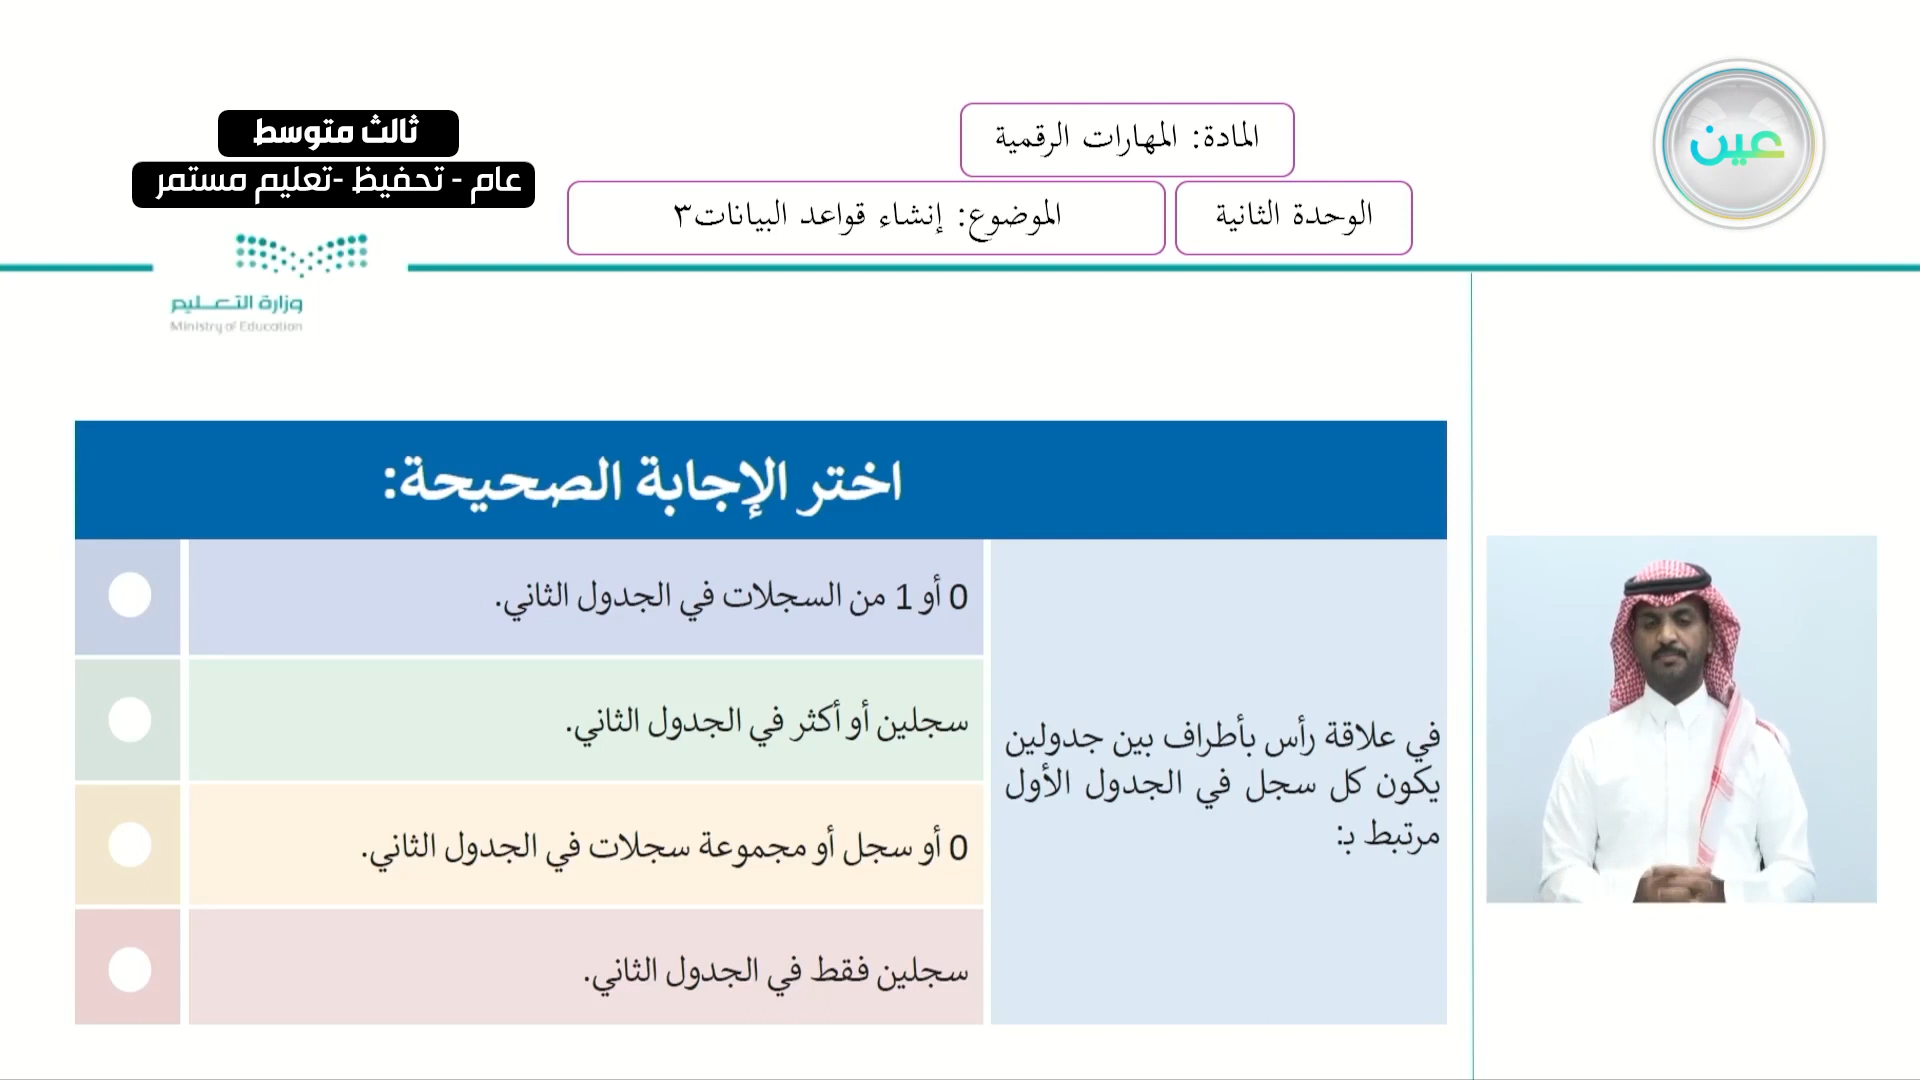 عين
المادة: المهارات الرقمية
الوحدة الثانية
الموضوع: إنشاء قواعد البيانات٣
ثالث متوسط
عام - تحفيظ -تعليم مستمر
وزارة التعـــليم
Ministry of Education
اختر الإجابة الصحيحة:
في علاقة رأس بأطراف بين جدولين
يكون كل سجل في الجدول الأول
مرتبط بـ:
0 أو 1 من السجلات في الجدول الثاني.
سجلين أو أكثر في الجدول الثاني.
0 أو سجل أو مجموعة سجلات في الجدول الثاني.
سجلين فقط في الجدول الثاني.